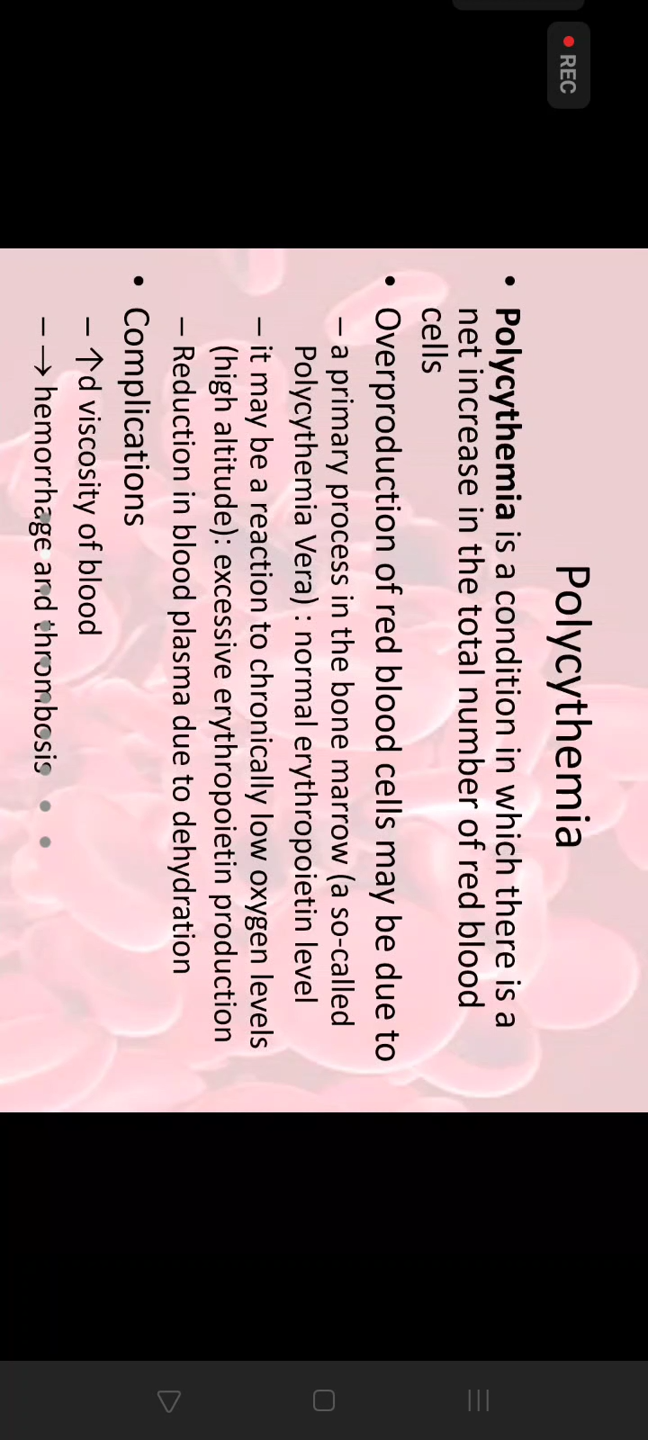 REC
Polycythemia
• Polycythemia is a condition in which there is a
net increase in the total number of red blood
cells
• Overproduction of red blood cells may be due to
– a primary process in the bone marrow (a so-called
Polycythemia Vera) : normal erythropoietin level
– it may be a reaction to chronically low oxygen levels
(high altitude): excessive erythropoietin production
– Reduction in blood plasma due to dehydration
• Complications
– ↑d viscosity of blood
– → hemorrhage and thrombosis